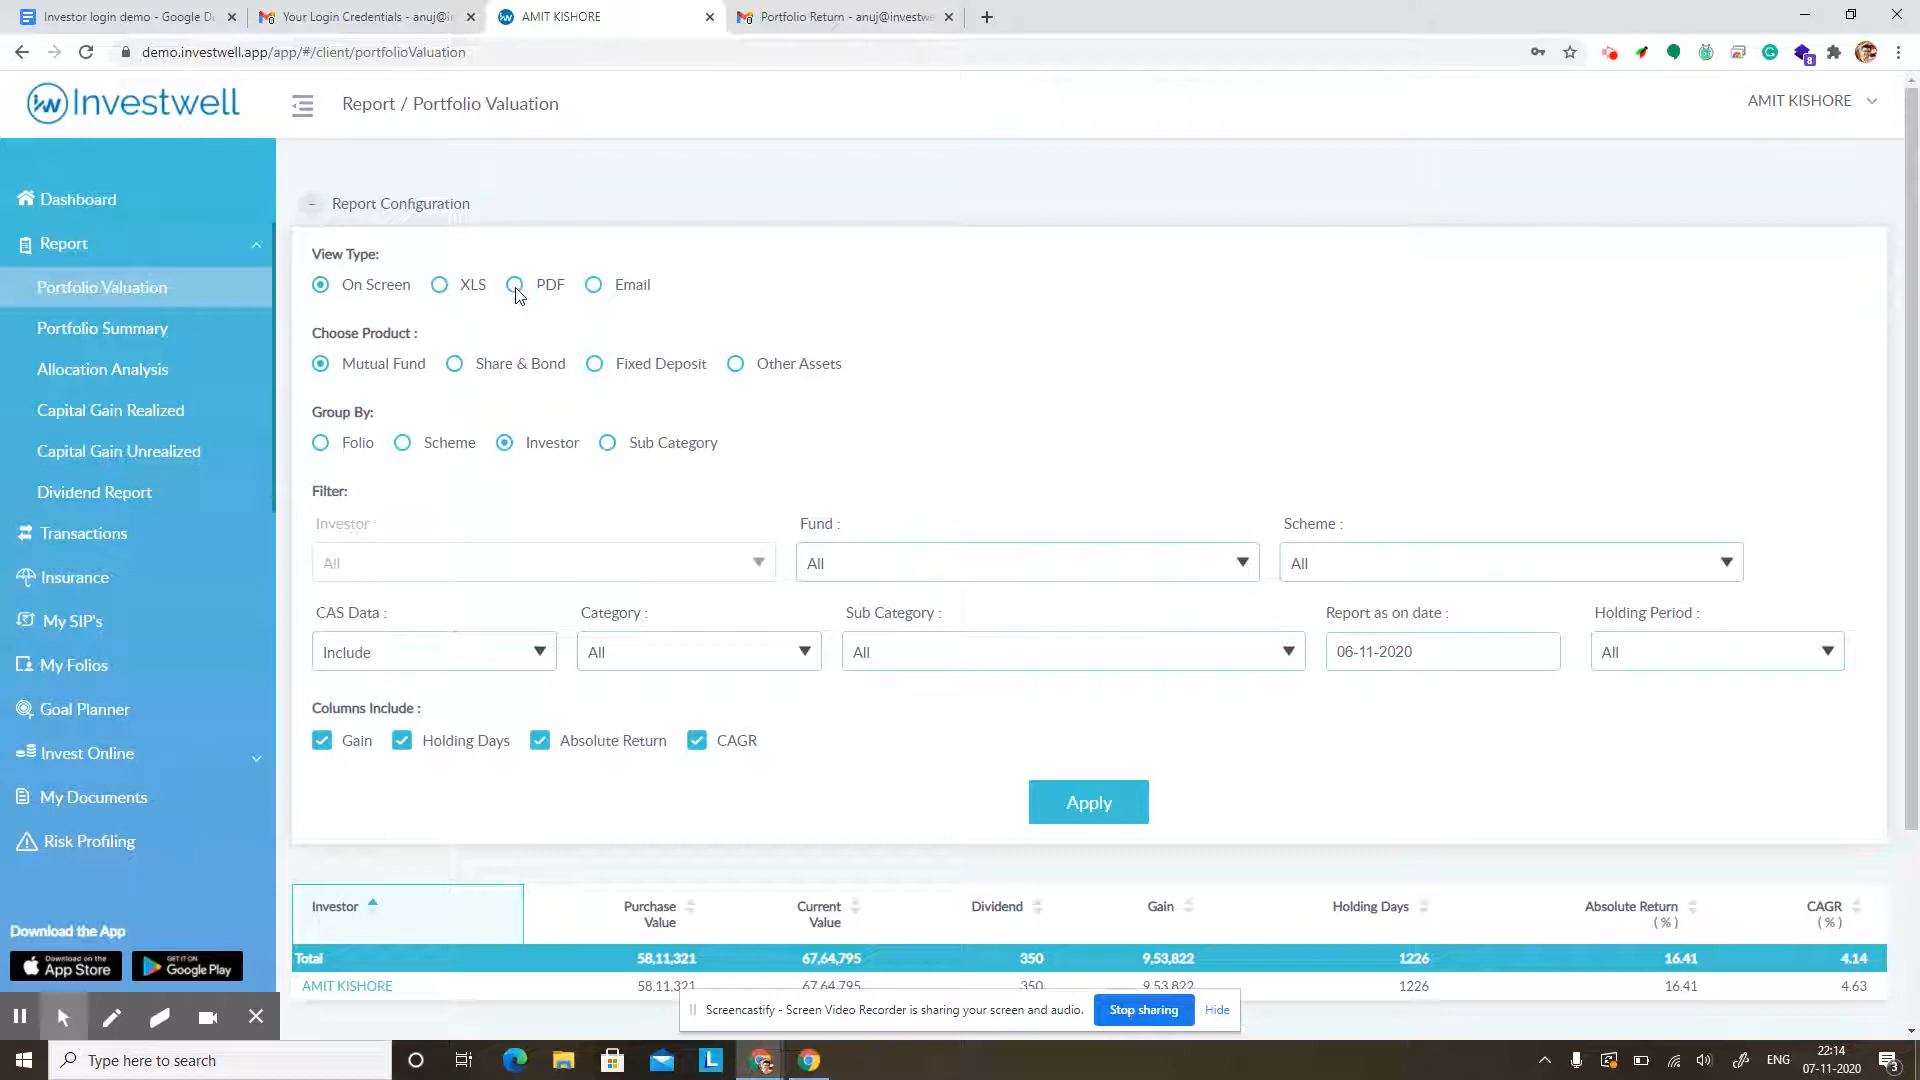 Investor login demo - Google D
Your Login Credentials - anuj@in
AMIT KISHORE
Portfolio Return - anuj@investwe
demo.investwell.app/app/#/client/portfolioValuation
8
iw Investwell
Report / Portfolio Valuation
AMIT KISHORE
Dashboard
Report
Portfolio Valuation
Portfolio Summary
Allocation Analysis
Capital Gain Realized
Capital Gain Unrealized
Dividend Report
Transactions
Insurance
My SIP's
My Folios
Goal Planner
Invest Online
My Documents
Risk Profiling
Download the App
Download on the App Store
GET IT ON Google Play
Report Configuration
View Type:
On Screen XLS PDF Email
Choose Product :
Mutual Fund Share & Bond Fixed Deposit Other Assets
Group By:
Folio Scheme Investor Sub Category
Filter:
Investor Fund : Scheme :
All All All
CAS Data : Category : Sub Category : Report as on date : Holding Period :
Include All All 06-11-2020 All
Columns Include :
Gain Holding Days Absolute Return CAGR
Apply
Investor Purchase Value Current Value Dividend Gain Holding Days Absolute Return (%) CAGR (%)
Total 58,11,321 67,64,795 350 9,53,822 1226 16.41 4.14
AMIT KISHORE 58,11,321 67,64,795 350 9,53,822 1226 16.41 4.63
Screencastify - Screen Video Recorder is sharing your screen and audio. Stop sharing Hide
Type here to search
L
ENG
22:14
07-11-2020
3